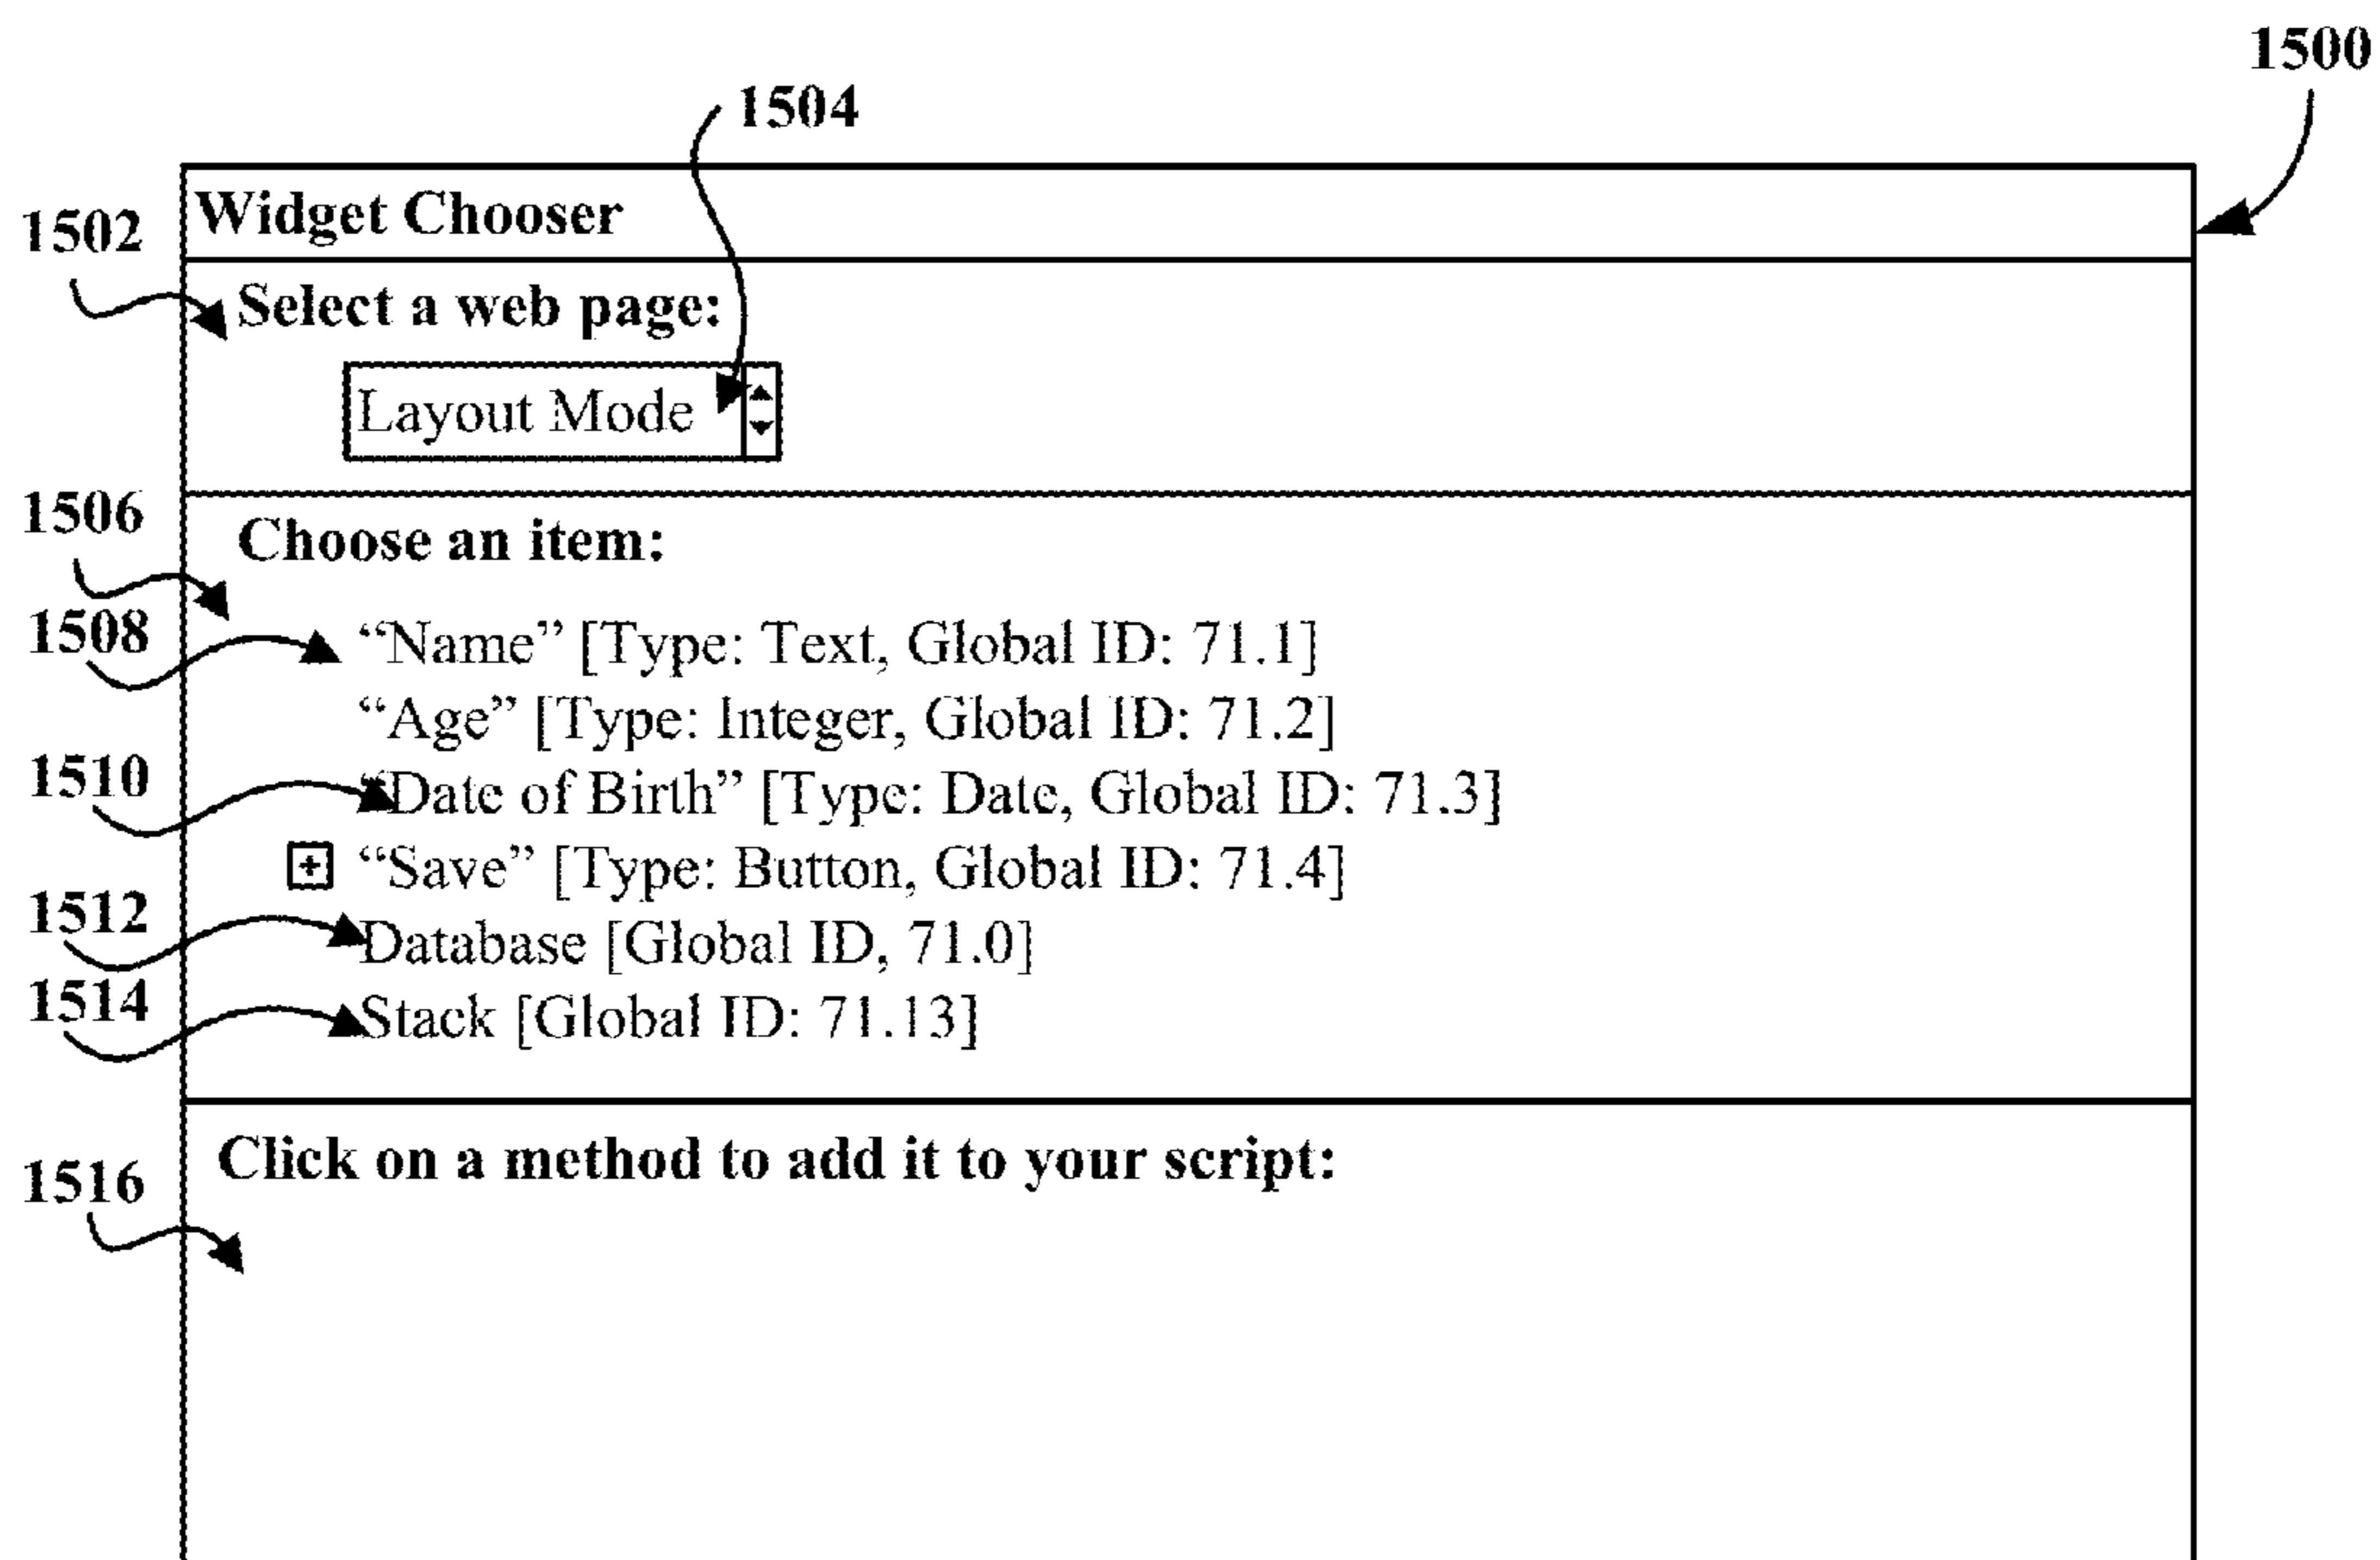 1500
1504
Widget Chooser
1502
Select a web page:
Layout Mode
1506
Choose an item:
1508
“Name” [Type: Text, Global ID: 71.1]
“Age” [Type: Integer, Global ID: 71.2]
1510
“Date of Birth” [Type: Date, Global ID: 71.3]
+ “Save” [Type: Button, Global ID: 71.4]
1512
Database [Global ID, 71.0]
1514
Stack [Global ID: 71.13]
Click on a method to add it to your script:
1516